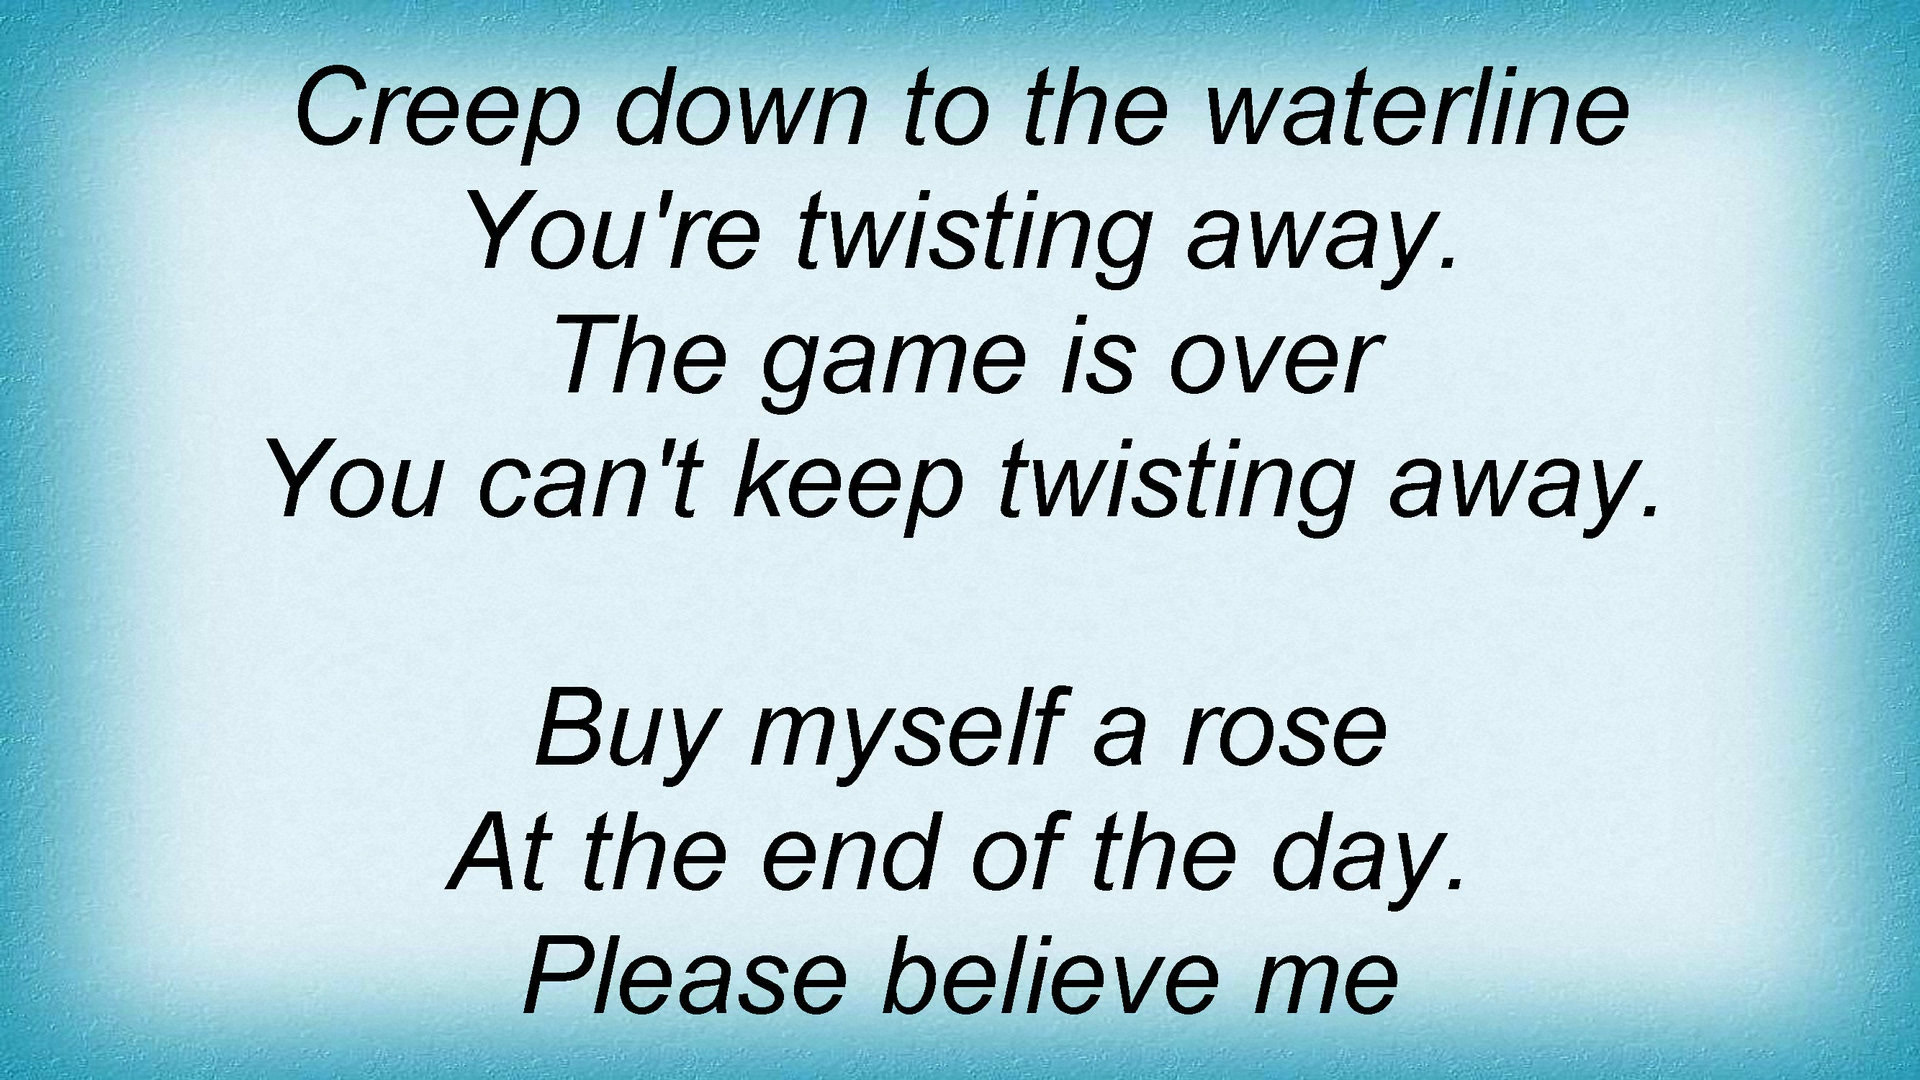 Creep down to the waterline
You're twisting away.
The game is over
You can't keep twisting away.
Buy myself a rose
At the end of the day.
Please believe me